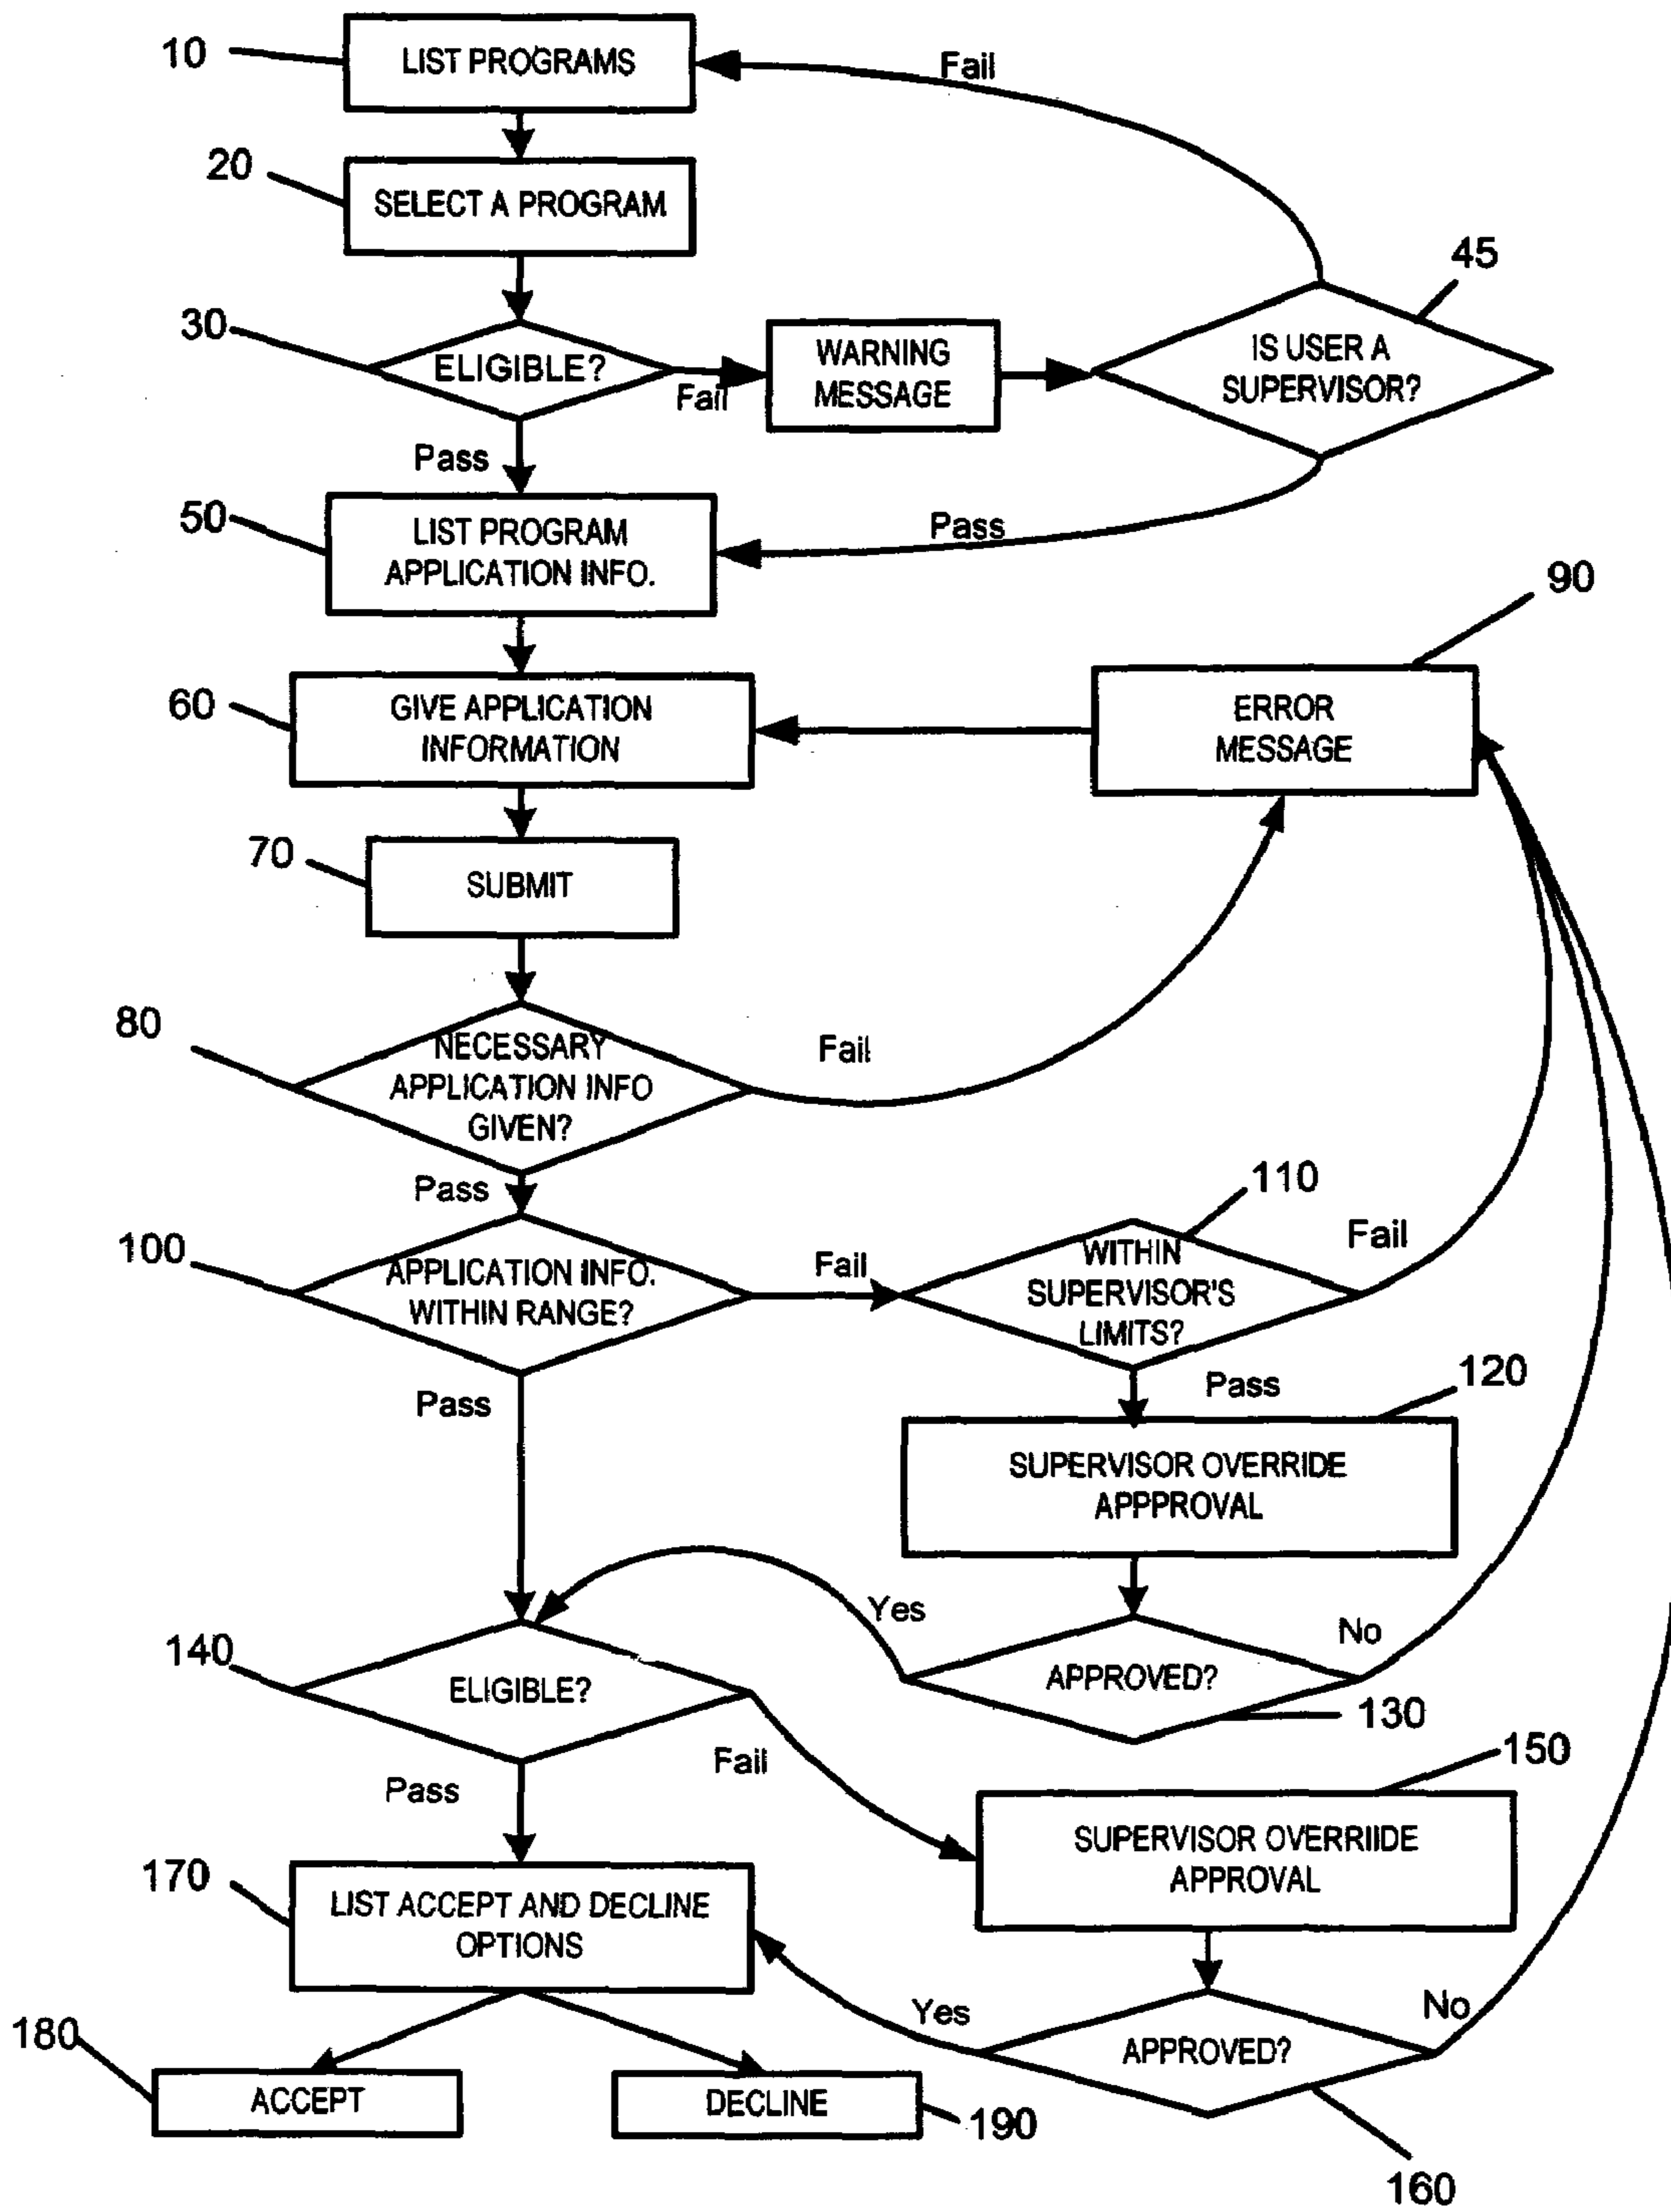 10
LIST PROGRAMS
Fail
20
SELECT A PROGRAM
45
30
ELIGIBLE?
Fail
WARNING
MESSAGE
IS USER A
SUPERVISOR?
Pass
50
LIST PROGRAM
APPLICATION INFO.
Pass
90
60
GIVE APPLICATION
INFORMATION
ERROR
MESSAGE
70
SUBMIT
80
NECESSARY
APPLICATION INFO
GIVEN?
Fail
Pass
110
100
APPLICATION INFO.
WITHIN RANGE?
Fail
WITHIN
SUPERVISOR'S
LIMITS?
Fail
Pass
Pass
120
SUPERVISOR OVERRIDE
APPPROVAL
Yes
No
140
ELIGIBLE?
APPROVED?
130
Fail
Pass
150
SUPERVISOR OVERRIIDE
APPROVAL
170
LIST ACCEPT AND DECLINE
OPTIONS
Yes
No
180
ACCEPT
DECLINE
190
APPROVED?
160